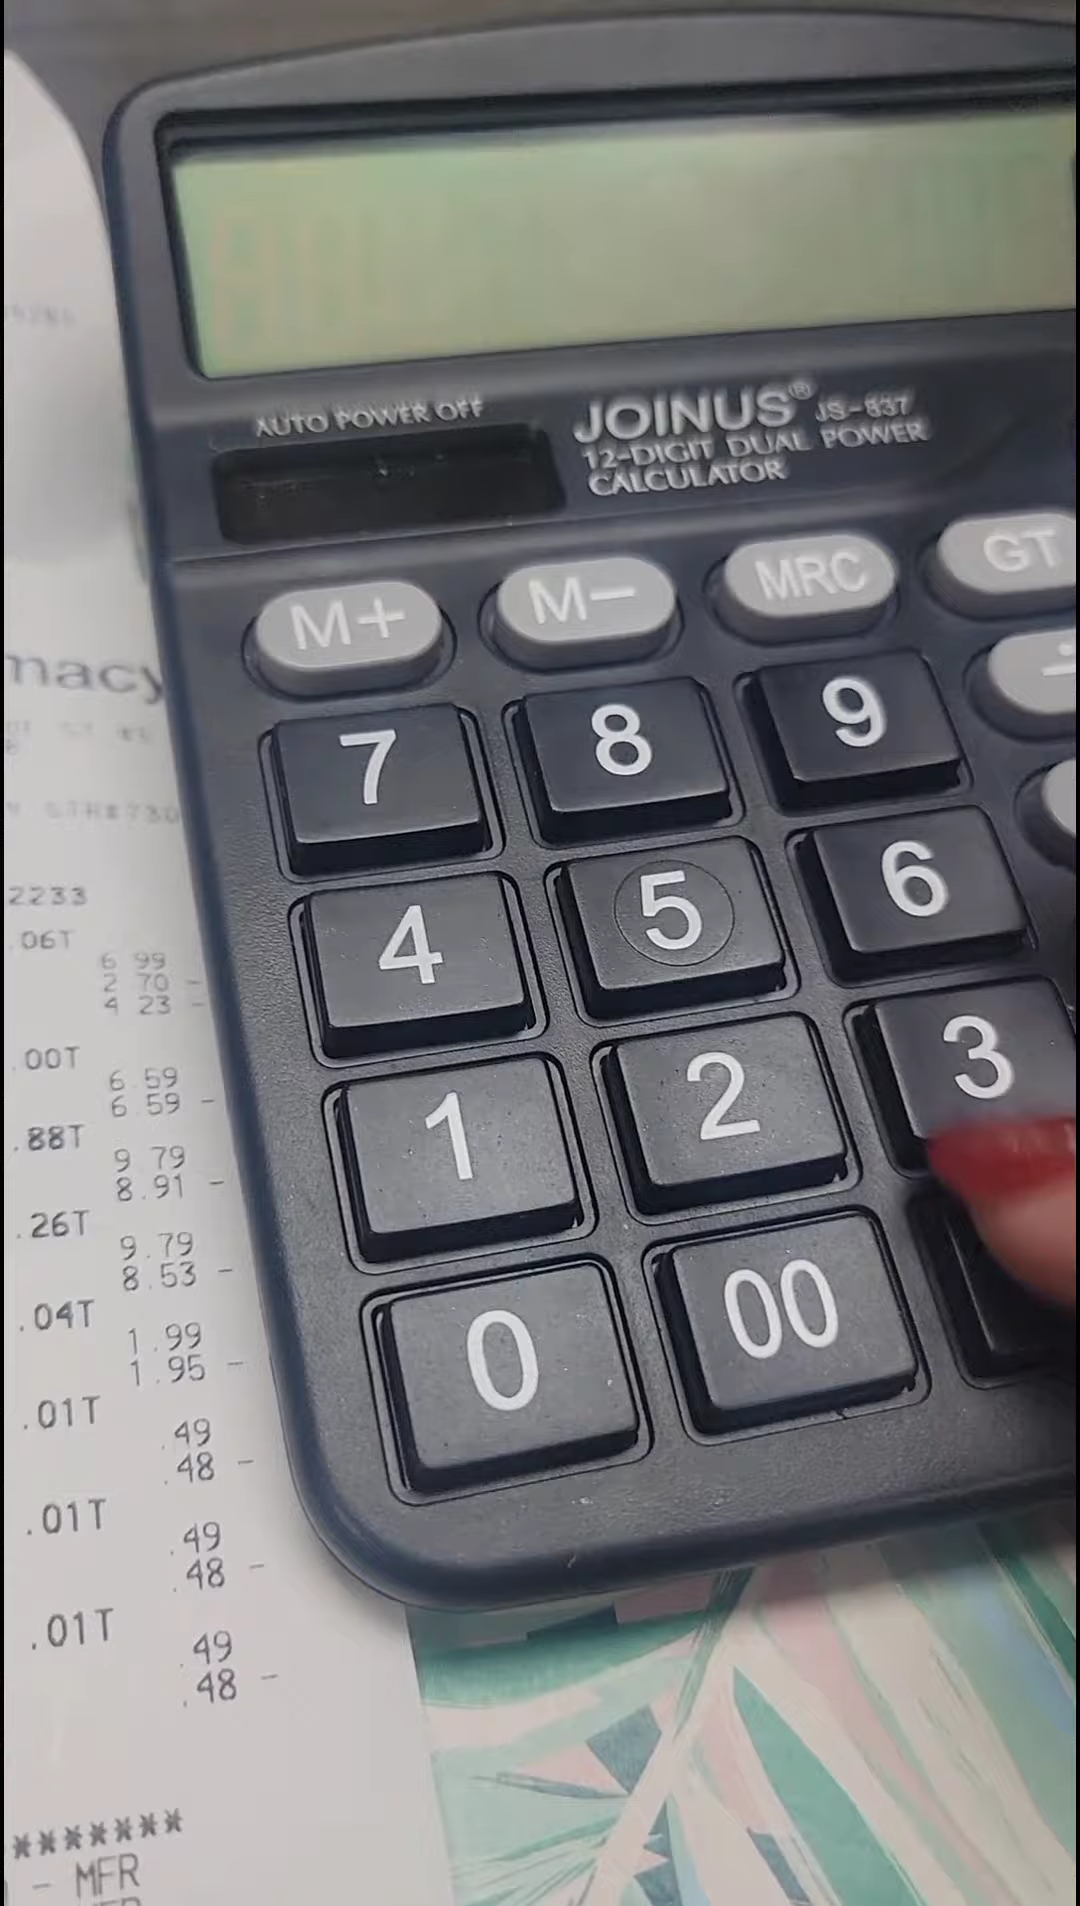 AUTO POWER OFF
JOINUS® JS-837
12-DIGIT DUAL POWER
CALCULATOR
M+ M- MRC GT
÷
7 8 9
4 5 6
1 2 3
0 00
macy
2233
.06T
6 99
2 70 -
4 23 -
.00T
6.59
6.59 -
.88T
9.79
8.91 -
.26T
9.79
8.53 -
.04T
1.99
1.95 -
.01T
.49
.48 -
.01T
.49
.48 -
.01T
.49
.48 -
*******
- MFR